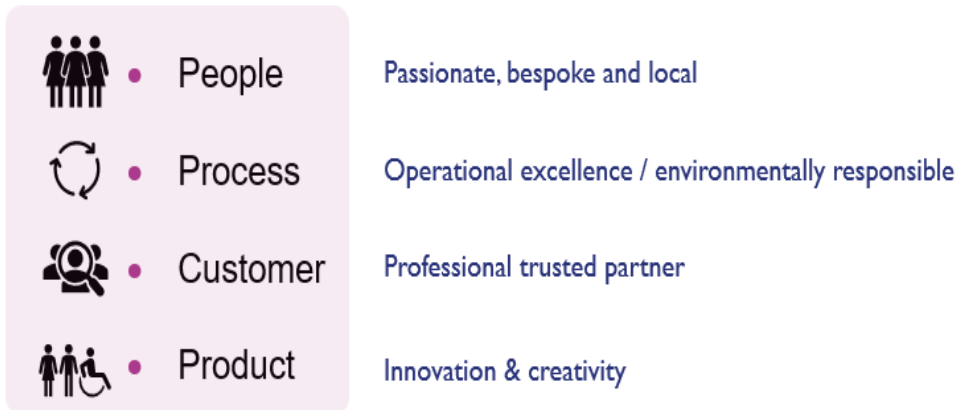 People Passionate, bespoke and local
Process Operational excellence / environmentally responsible
Customer Professional trusted partner
Product Innovation & creativity